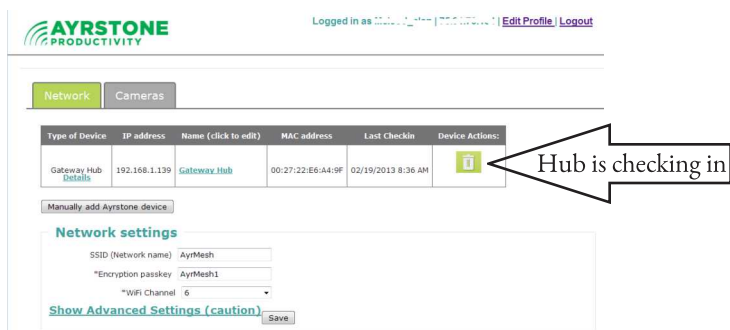 AYRSTONE
PRODUCTIVITY
Logged in as | Edit Profile | Logout
Network Cameras
Type of Device IP address Name (click to edit) MAC address Last Checkin Device Actions:
Gateway Hub 192.168.1.139 Gateway Hub 00:27:22:E6:A4:9F 02/19/2013 8:36 AM
Details
Hub is checking in
Manually add Ayrstone device
Network settings
SSID (Network name) AyrMesh
*Encryption passkey AyrMesh1
*WiFi Channel 6
Show Advanced Settings (caution) Save